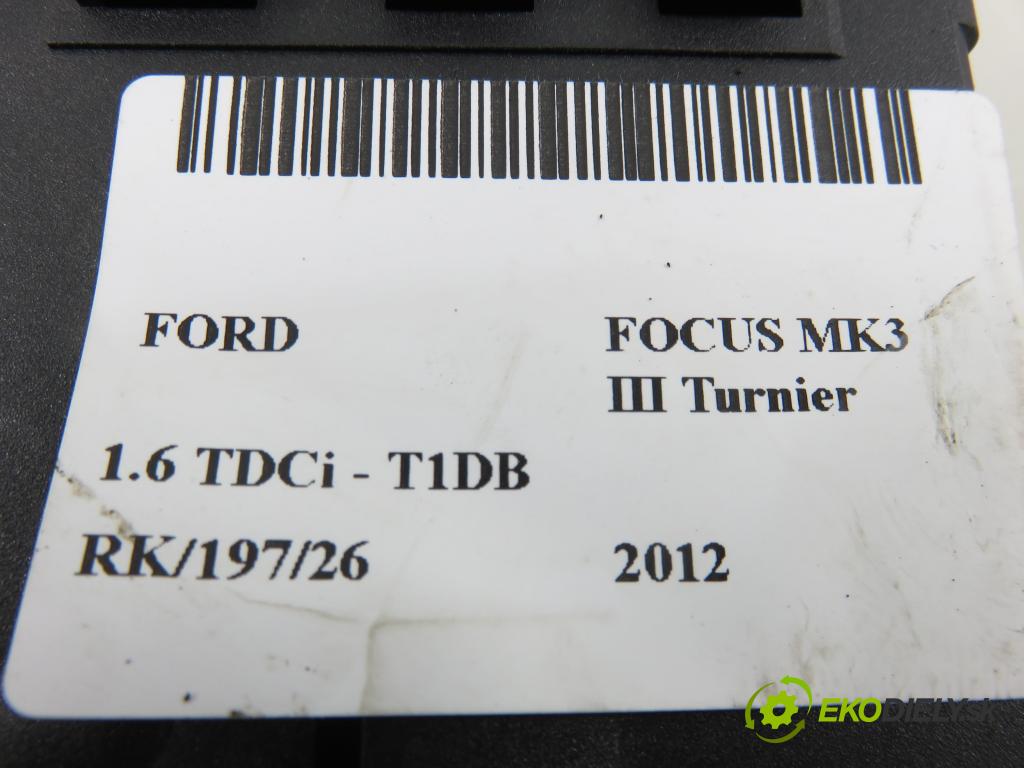 FORD
FOCUS MK3
III Turnier
1.6 TDCi - T1DB
RK/197/26
2012
EKODIELY.SK